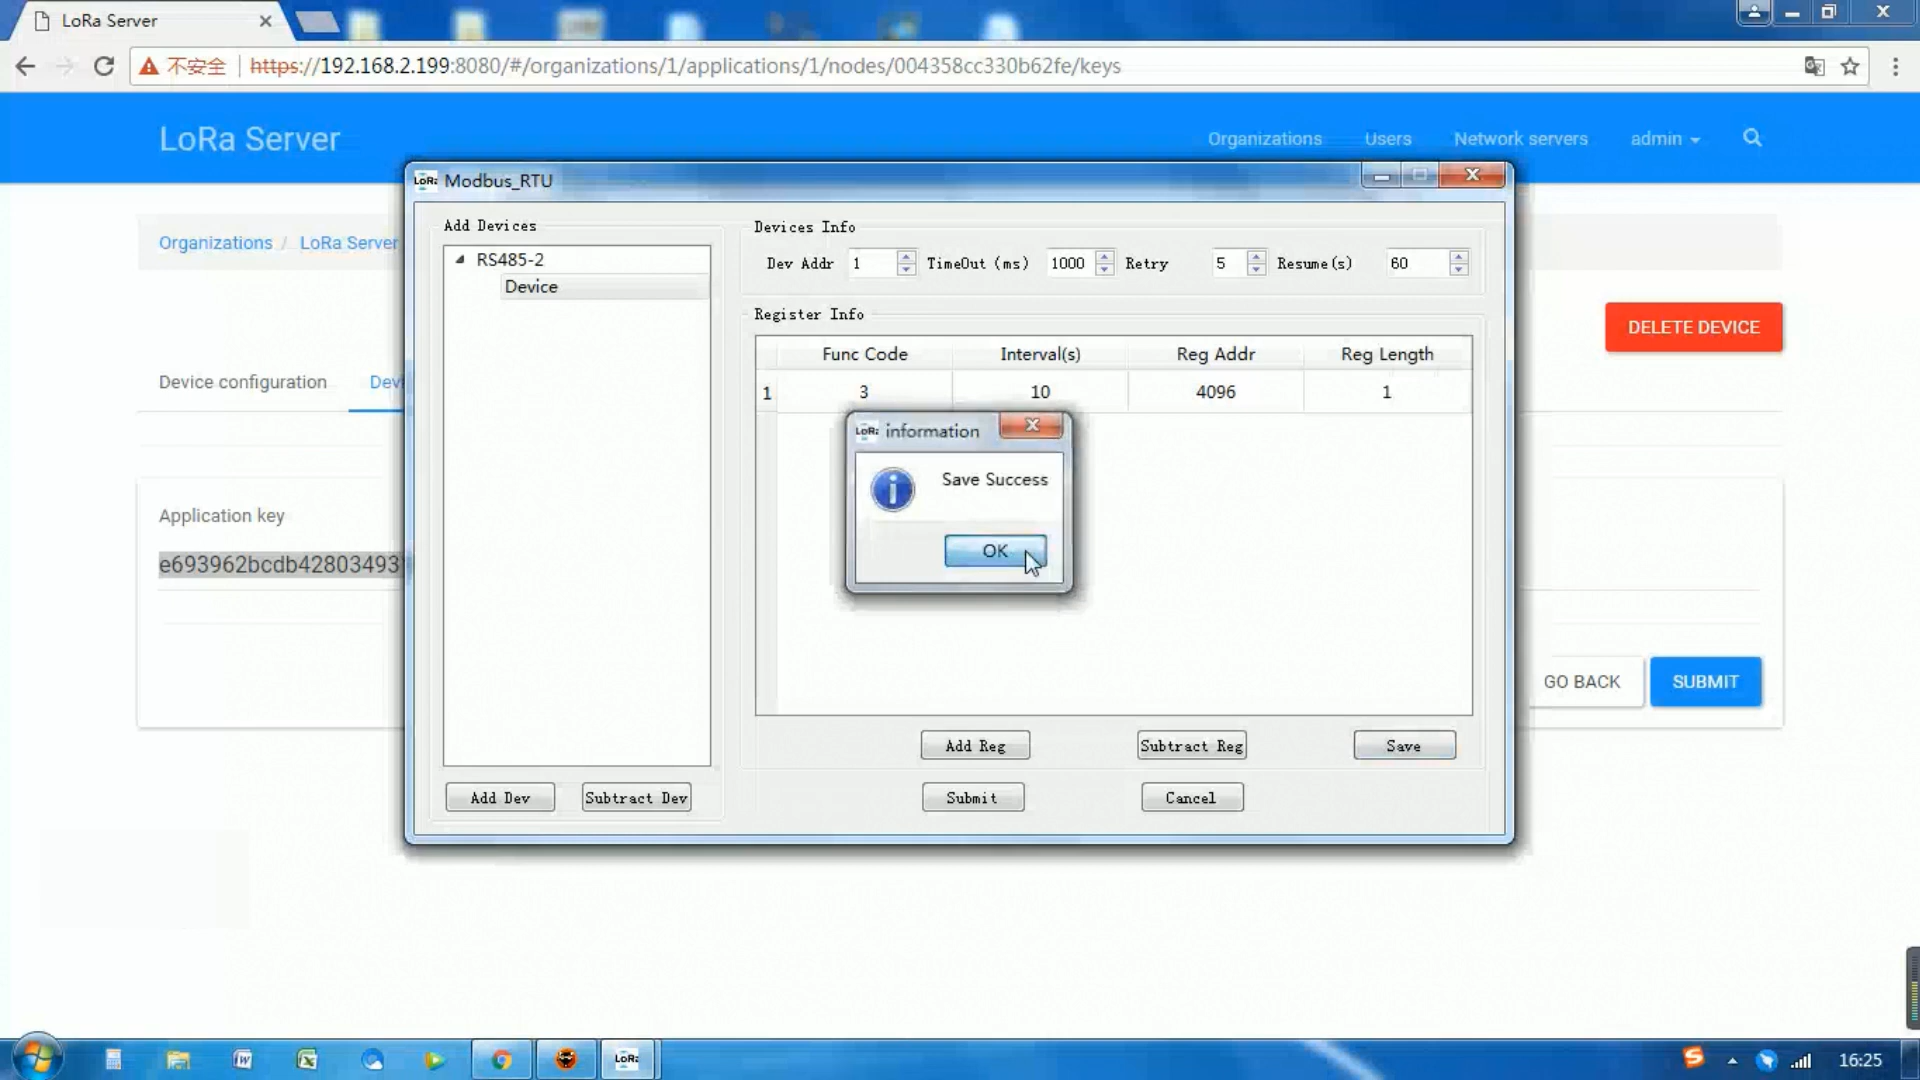 LoRa Server
不安全 https://192.168.2.199:8080/#/organizations/1/applications/1/nodes/004358cc330b62fe/keys
LoRa Server
Organizations Users Network servers admin
LoRa Modbus_RTU
Organizations / LoRa Server
DELETE DEVICE
Device configuration
Application key
GO BACK SUBMIT
Add Devices
RS485-2
Device
Add Dev Subtract Dev
Devices Info
Dev Addr 1 TimeOut(ms) 1000 Retry 5 Resume(s) 60
Register Info
Func Code Interval(s) Reg Addr Reg Length
1 3 10 4096 1
LoRa information
Save Success
OK
Add Reg Subtract Reg Save
Submit Cancel
LoRa
16:25